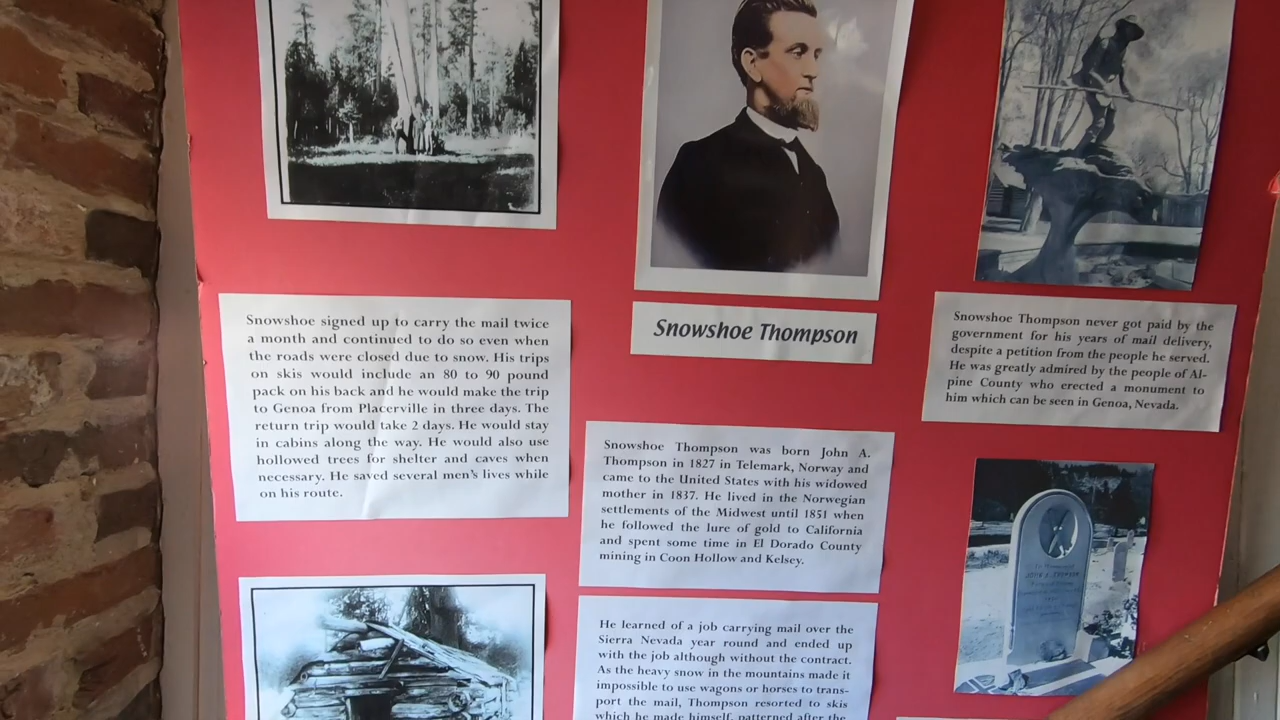 Snowshoe signed up to carry the mail twice
a month and continued to do so even when
the roads were closed due to snow. His trips
on skis would include an 80 to 90 pound
pack on his back and he would make the trip
to Genoa from Placerville in three days. The
return trip would take 2 days. He would stay
in cabins along the way. He would also use
hollowed trees for shelter and caves when
necessary. He saved several men's lives while
on his route.
Snowshoe Thompson
Snowshoe Thompson was born John A.
Thompson in 1827 in Telemark, Norway and
came to the United States with his widowed
mother in 1837. He lived in the Norwegian
settlements of the Midwest until 1851 when
he followed the lure of gold to California
and spent some time in El Dorado County
mining in Coon Hollow and Kelsey.
He learned of a job carrying mail over the
Sierra Nevada year round and ended up
with the job although without the contract.
As the heavy snow in the mountains made it
impossible to use wagons or horses to trans-
port the mail, Thompson resorted to skis
which he made himself, patterned after the
Snowshoe Thompson never got paid by the
government for his years of mail delivery,
despite a petition from the people he served.
He was greatly admired by the people of Al-
pine County who erected a monument to
him which can be seen in Genoa, Nevada.